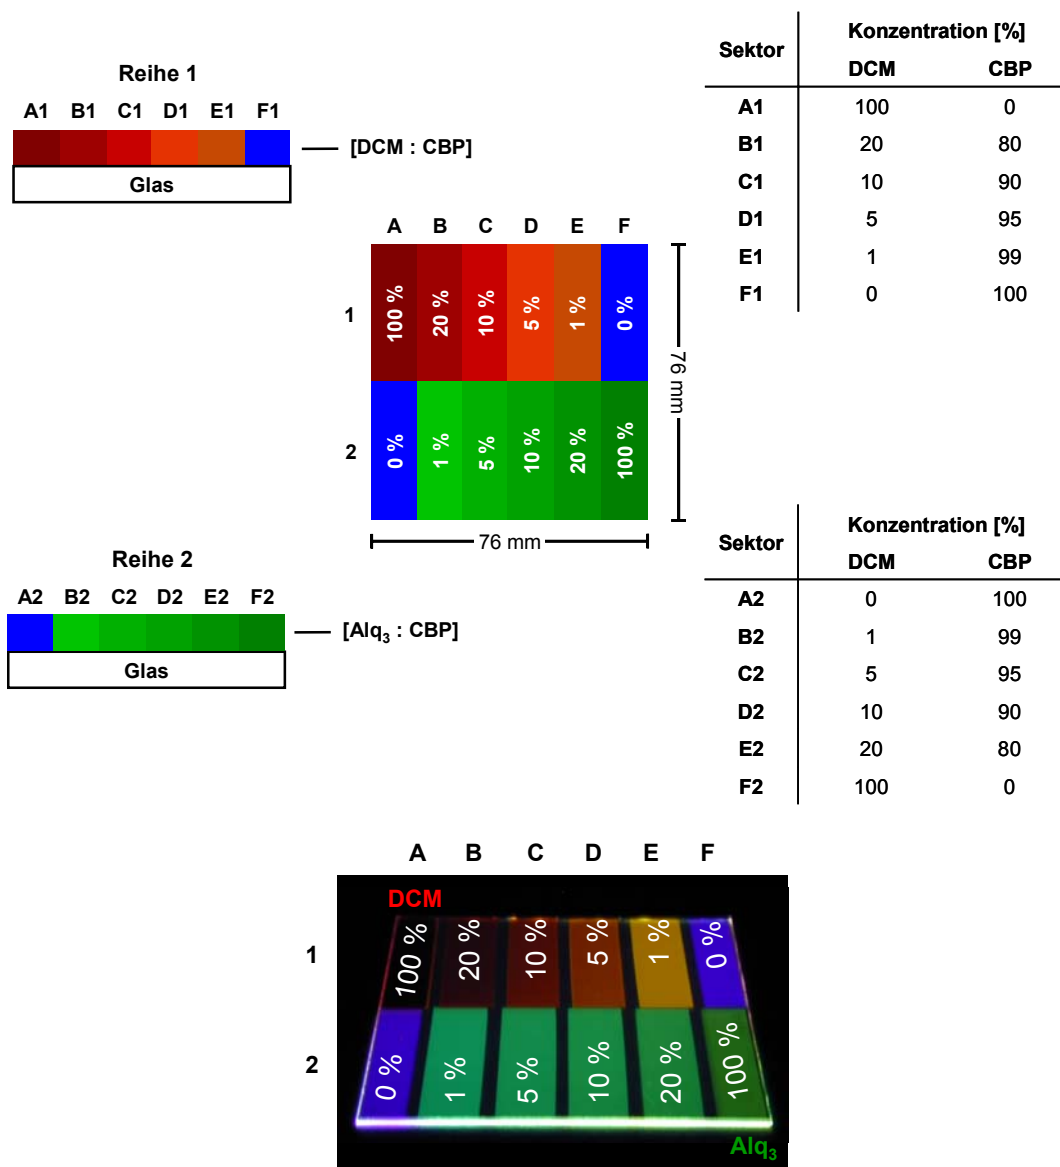 Reihe 1
A1 B1 C1 D1 E1 F1
[DCM : CBP]
Glas
Sektor Konzentration [%]
DCM CBP
A1 100 0
B1 20 80
C1 10 90
D1 5 95
E1 1 99
F1 0 100
A B C D E F
1 100 % 20 % 10 % 5 % 1 % 0 %
2 0 % 1 % 5 % 10 % 20 % 100 %
76 mm
76 mm
Reihe 2
A2 B2 C2 D2 E2 F2
[Alq₃ : CBP]
Glas
Sektor Konzentration [%]
DCM CBP
A2 0 100
B2 1 99
C2 5 95
D2 10 90
E2 20 80
F2 100 0
A B C D E F
DCM
1 100 % 20 % 10 % 5 % 1 % 0 %
2 0 % 1 % 5 % 10 % 20 % 100 %
Alq₃